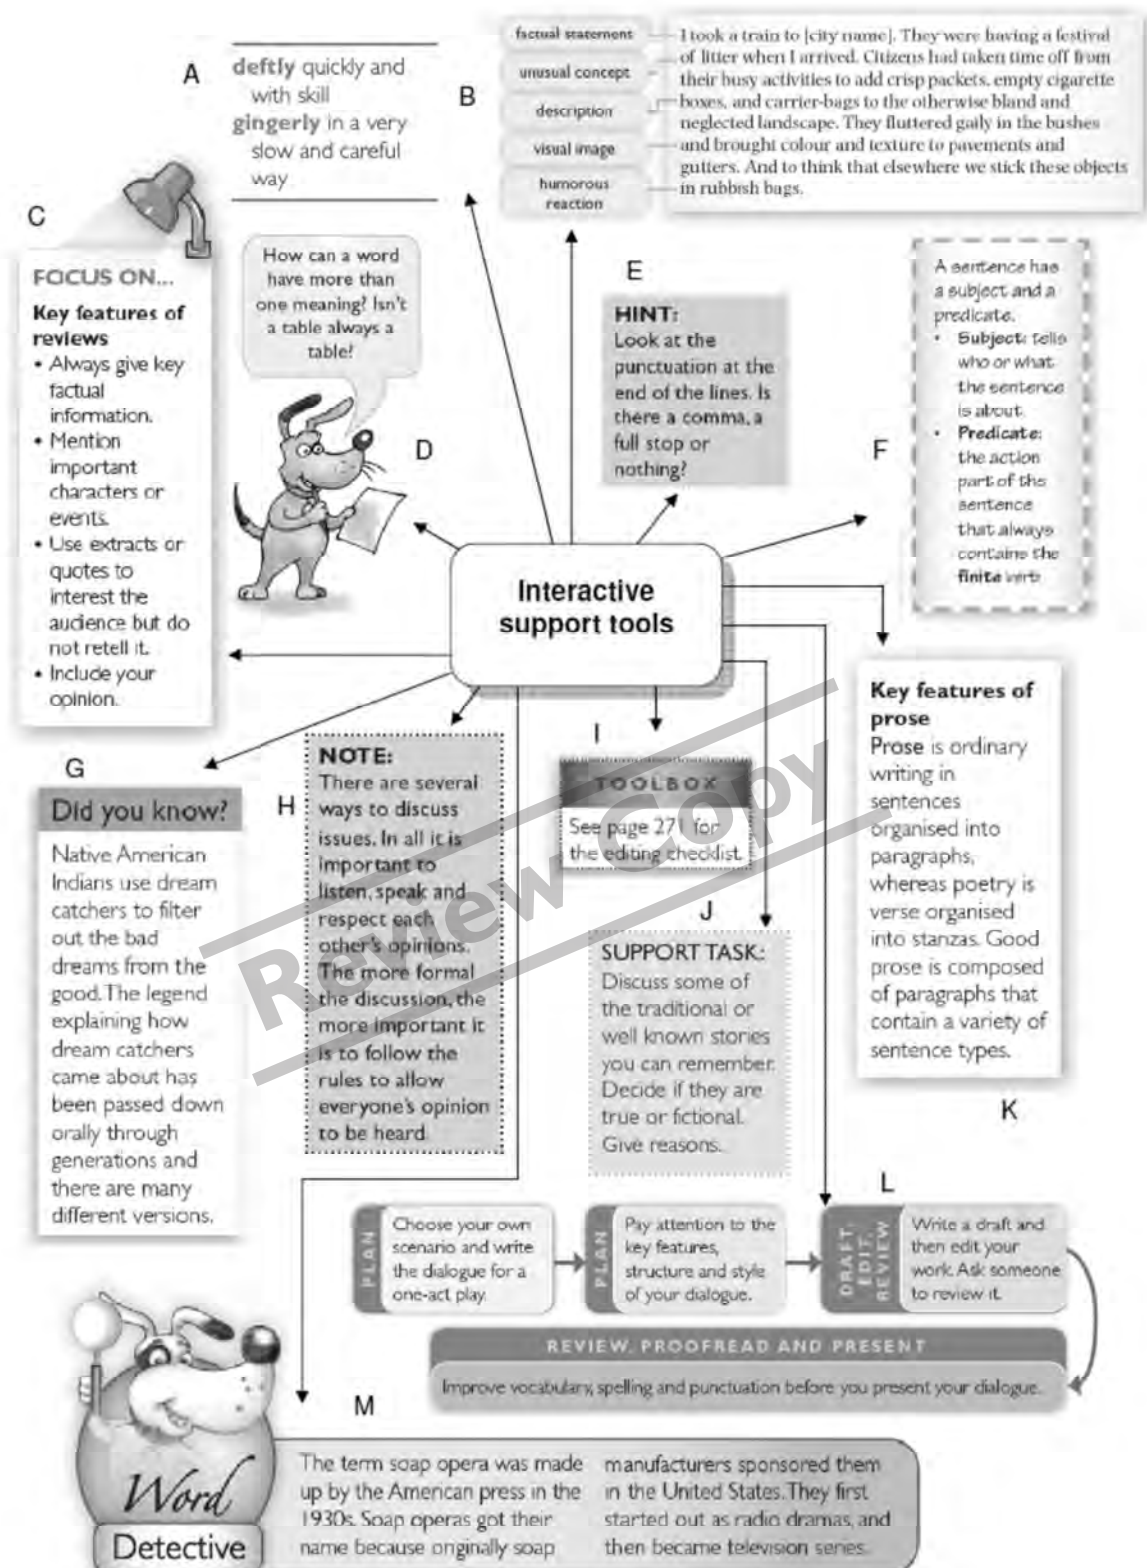 A
deftly quickly and
with skill
gingerly in a very
slow and careful
way
B
factual statement
unusual concept
description
visual image
humorous
reaction
I took a train to [city name]. They were having a festival
of litter when I arrived. Citizens had taken time off from
their busy activities to add crisp packets, empty cigarette
boxes, and carrier-bags to the otherwise bland and
neglected landscape. They fluttered gaily in the bushes
and brought colour and texture to pavements and
gutters. And to think that elsewhere we stick these objects
in rubbish bags.
C
FOCUS ON...
Key features of
reviews
• Always give key
factual
information.
• Mention
important
characters or
events.
• Use extracts or
quotes to
interest the
audience but do
not retell it.
• Include your
opinion.
How can a word
have more than
one meaning? Isn't
a table always a
table?
D
E
HINT:
Look at the
punctuation at the
end of the lines. Is
there a comma, a
full stop or
nothing?
F
A sentence has
a subject and a
predicate.
• Subject: tells
who or what
the sentence
is about.
• Predicate:
the action
part of the
sentence
that always
contains the
finite verb
Interactive
support tools
G
Did you know?
Native American
Indians use dream
catchers to filter
out the bad
dreams from the
good. The legend
explaining how
dream catchers
came about has
been passed down
orally through
generations and
there are many
different versions.
H
NOTE:
There are several
ways to discuss
issues. In all it is
important to
listen, speak and
respect each
other's opinions.
The more formal
the discussion, the
more important it
is to follow the
rules to allow
everyone's opinion
to be heard.
I
TOOLBOX
See page 271 for
the editing checklist.
J
SUPPORT TASK:
Discuss some of
the traditional or
well known stories
you can remember.
Decide if they are
true or fictional.
Give reasons.
Key features of
prose
Prose is ordinary
writing in
sentences
organised into
paragraphs,
whereas poetry is
verse organised
into stanzas. Good
prose is composed
of paragraphs that
contain a variety of
sentence types.
K
Review Copy
L
PLAN
Choose your own
scenario and write
the dialogue for a
one-act play.
PLAN
Pay attention to the
key features,
structure and style
of your dialogue.
DRAFT,
EDIT,
REVIEW
Write a draft and
then edit your
work. Ask someone
to review it.
REVIEW, PROOFREAD AND PRESENT
Improve vocabulary, spelling and punctuation before you present your dialogue.
M
Word
Detective
The term soap opera was made
up by the American press in the
1930s. Soap operas got their
name because originally soap
manufacturers sponsored them
in the United States. They first
started out as radio dramas, and
then became television series.